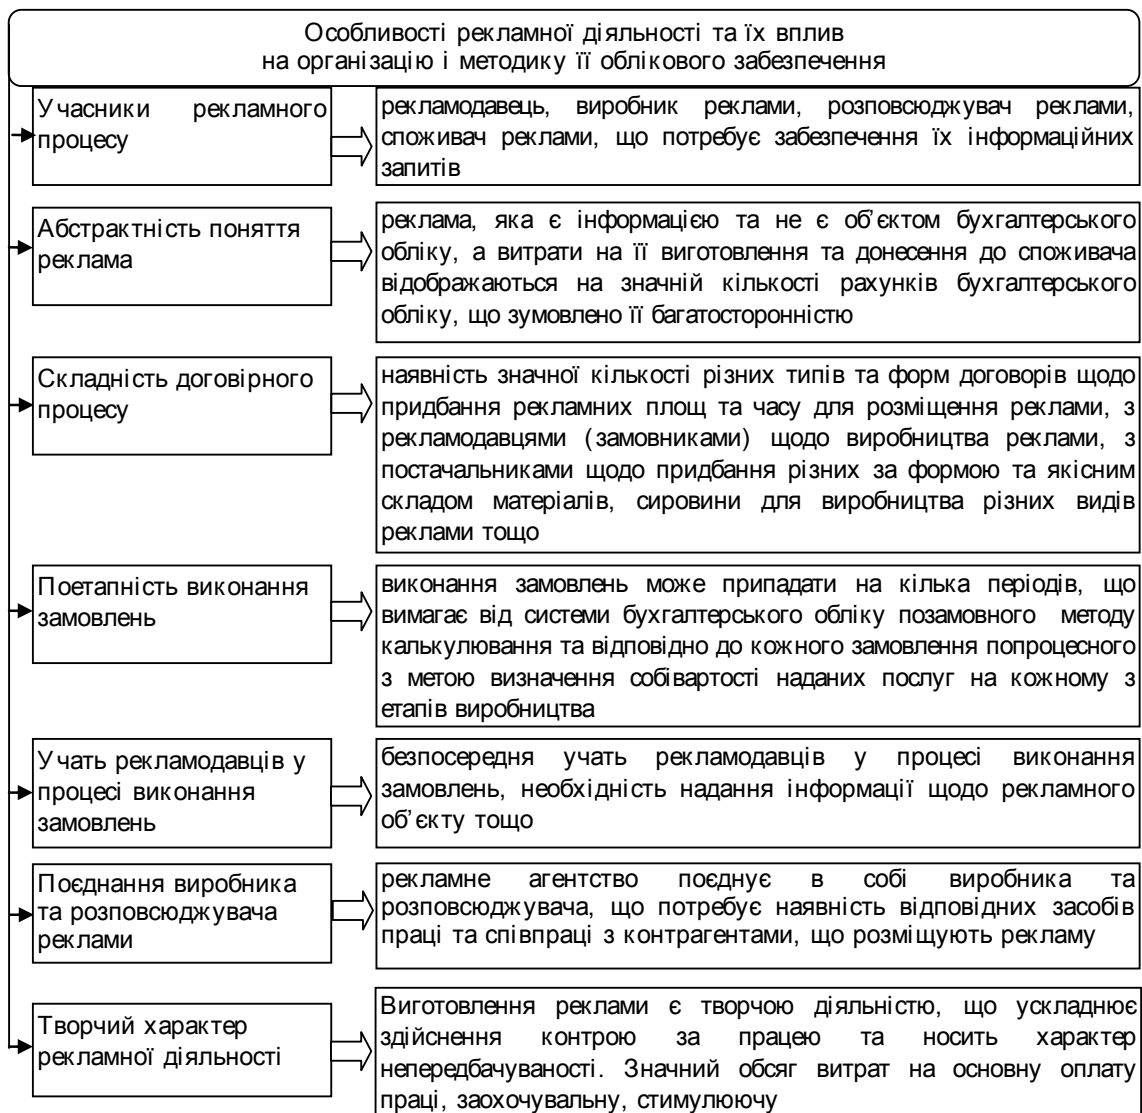 Особливості рекламної діяльності та їх вплив
на організацію і методику її облікового забезпечення
Учасники рекламного
процесу
рекламодавець, виробник реклами, розповсюджувач реклами,
споживач реклами, що потребує забезпечення їх інформаційних
запитів
Абстрактність поняття
реклама
реклама, яка є інформацією та не є об’єктом бухгалтерського
обліку, а витрати на її виготовлення та донесення до споживача
відображаються на значній кількості рахунків бухгалтерського
обліку, що зумовлено її багатосторонністю
Складність договірного
процесу
наявність значної кількості різних типів та форм договорів щодо
придбання рекламних площ та часу для розміщення реклами, з
рекламодавцями (замовниками) щодо виробництва реклами, з
постачальниками щодо придбання різних за формою та якісним
складом матеріалів, сировини для виробництва різних видів
реклами тощо
Поетапність виконання
замовлень
виконання замовлень може припадати на кілька періодів, що
вимагає від системи бухгалтерського обліку позамовного методу
калькулювання та відповідно до кожного замовлення попроцесного
з метою визначення собівартості наданих послуг на кожному з
етапів виробництва
Учать рекламодавців у
процесі виконання
замовлень
безпосередня учать рекламодавців у процесі виконання
замовлень, необхідність надання інформації щодо рекламного
об’єкту тощо
Поєднання виробника
та розповсюджувача
реклами
рекламне агентство поєднує в собі виробника та
розповсюджувача, що потребує наявність відповідних засобів
праці та співпраці з контрагентами, що розміщують рекламу
Творчий характер
рекламної діяльності
Виготовлення реклами є творчою діяльністю, що ускладнює
здійснення контрою за працею та носить характер
непередбачуваності. Значний обсяг витрат на основну оплату
праці, заохочувальну, стимулюючу